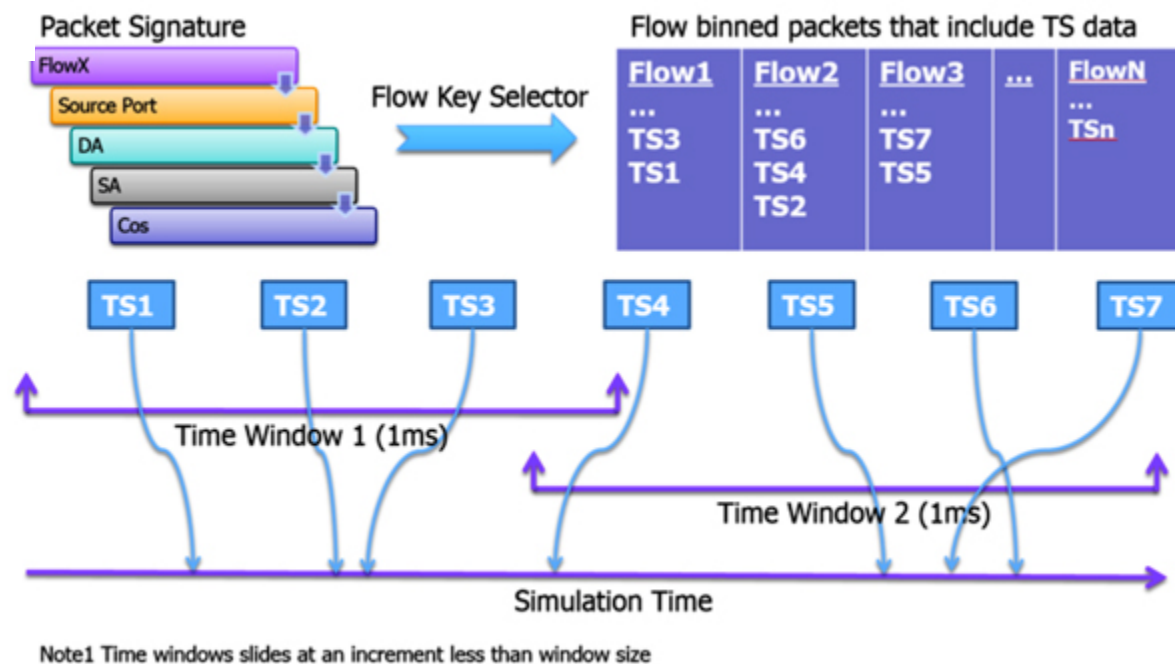 Packet Signature
FlowX
Source Port
DA
SA
Cos
Flow Key Selector
Flow binned packets that include TS data
Flow1 Flow2 Flow3 ... FlowN
... ... ... ...
TS3 TS6 TS7 TSn
TS1 TS4 TS5
TS2
TS1 TS2 TS3 TS4 TS5 TS6 TS7
Time Window 1 (1ms)
Time Window 2 (1ms)
Simulation Time
Note1 Time windows slides at an increment less than window size